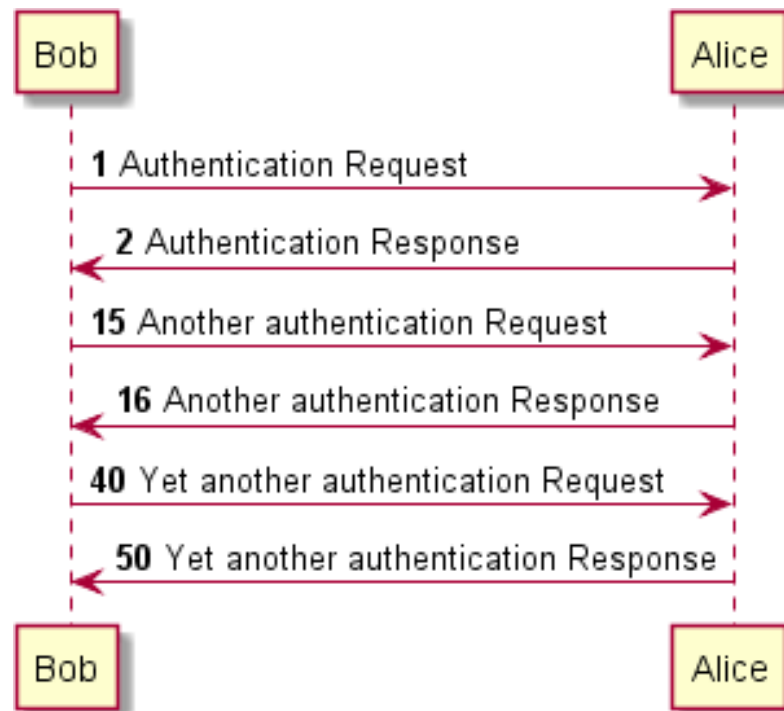 Bob Alice
1 Authentication Request
2 Authentication Response
15 Another authentication Request
16 Another authentication Response
40 Yet another authentication Request
50 Yet another authentication Response
Bob Alice